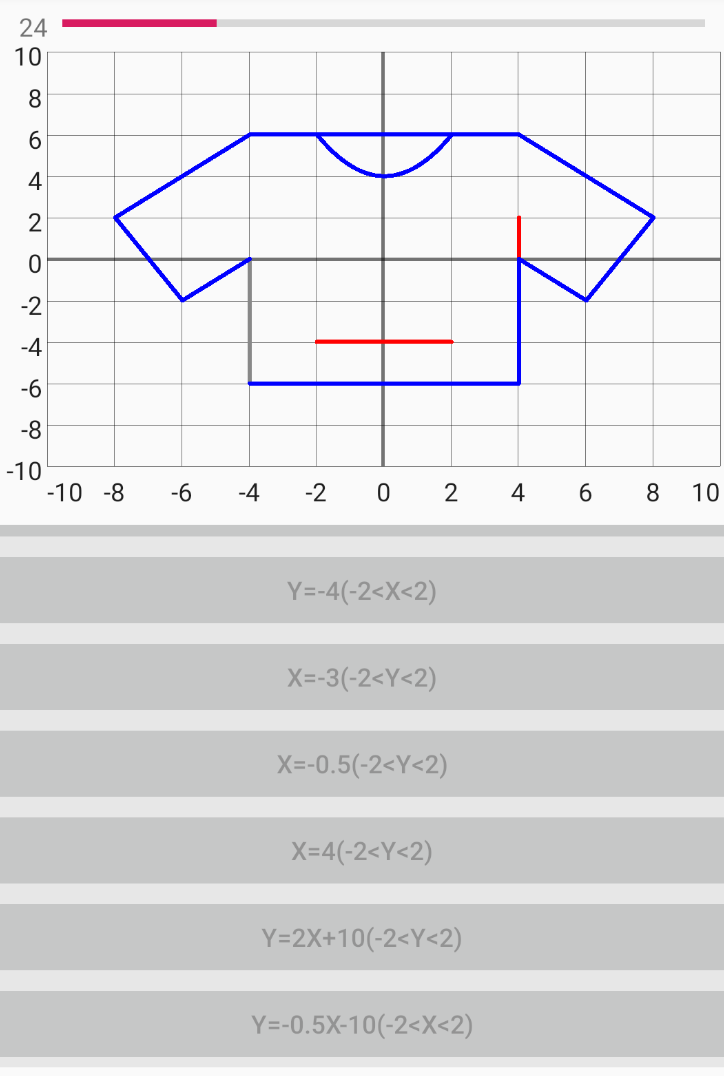 24
10
8
6
4
2
0
-2
-4
-6
-8
-10
-10 -8 -6 -4 -2 0 2 4 6 8 10
Y=-4(-2<X<2)
X=-3(-2<Y<2)
X=-0.5(-2<Y<2)
X=4(-2<Y<2)
Y=2X+10(-2<Y<2)
Y=-0.5X-10(-2<X<2)